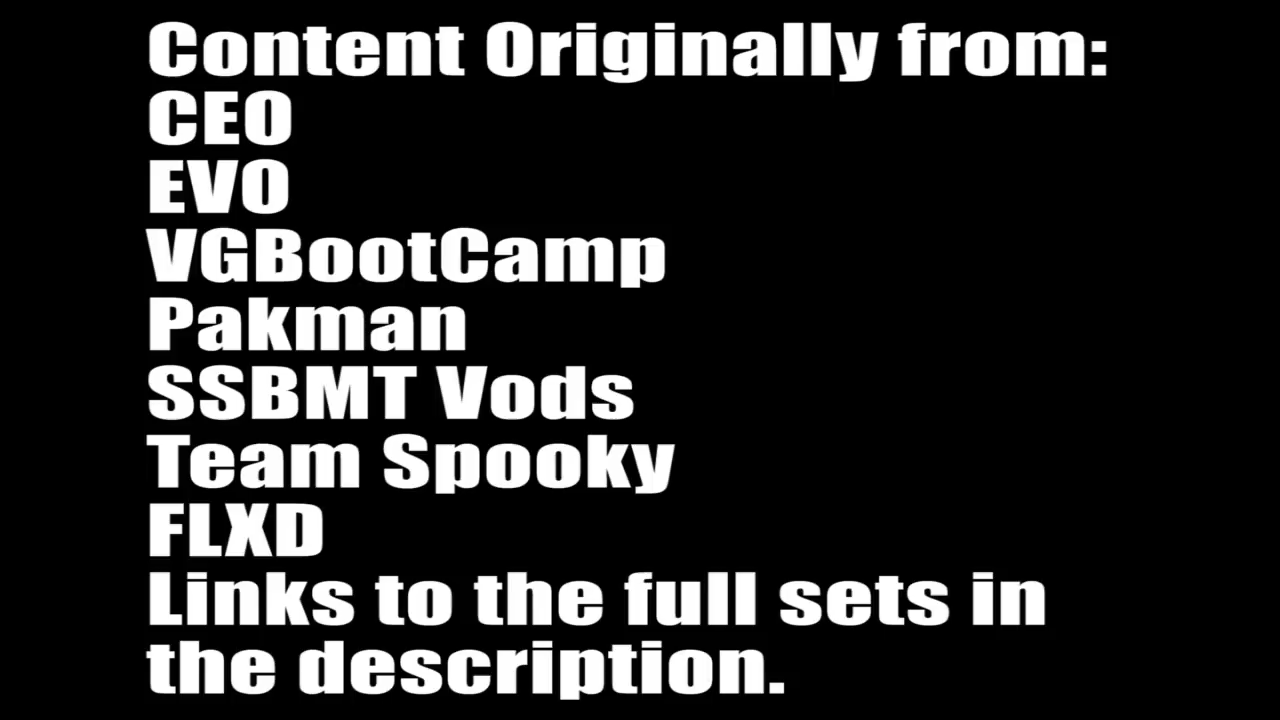 Content Originally from:
CEO
EVO
VGBootCamp
Pakman
SSBMT Vods
Team Spooky
FLXD
Links to the full sets in
the description.